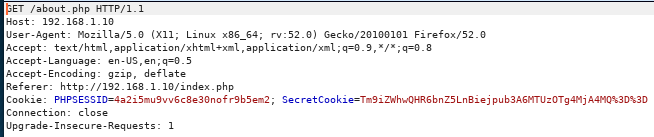 GET /about.php HTTP/1.1
Host: 192.168.1.10
User-Agent: Mozilla/5.0 (X11; Linux x86_64; rv:52.0) Gecko/20100101 Firefox/52.0
Accept: text/html,application/xhtml+xml,application/xml;q=0.9,*/*;q=0.8
Accept-Language: en-US,en;q=0.5
Accept-Encoding: gzip, deflate
Referer: http://192.168.1.10/index.php
Cookie: PHPSESSID=4a2i5mu9vv6c8e30nofr9b5em2; SecretCookie=Tm9iZWhwQHR6bnZ5LnBiejpub3A6MTUzOTg4MjA4MQ%3D%3D
Connection: close
Upgrade-Insecure-Requests: 1